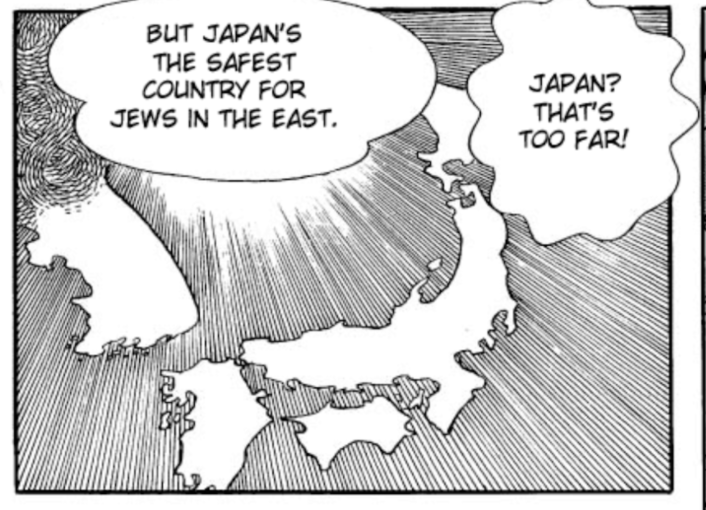 BUT JAPAN'S
THE SAFEST
COUNTRY FOR
JEWS IN THE EAST.
JAPAN?
THAT'S
TOO FAR!